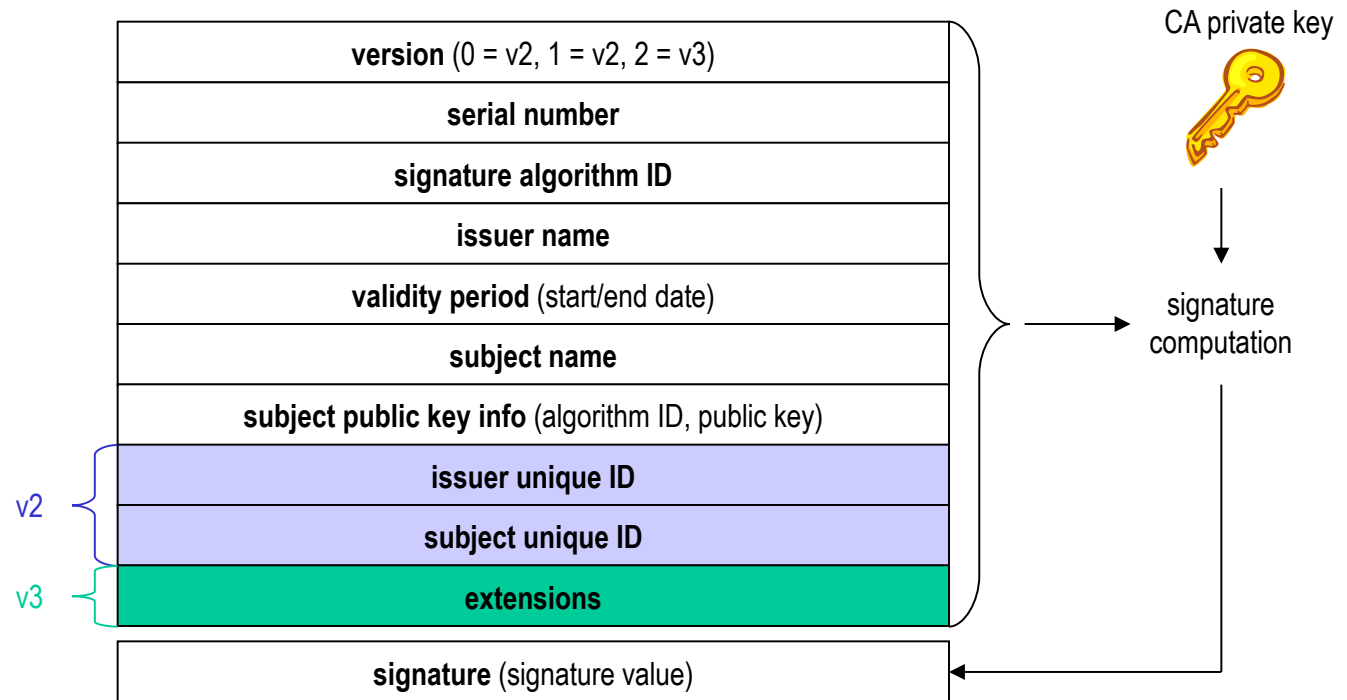 CA private key
version (0 = v2, 1 = v2, 2 = v3)
serial number
signature algorithm ID
issuer name
validity period (start/end date)
signature
computation
subject name
subject public key info (algorithm ID, public key)
v2
issuer unique ID
subject unique ID
v3
extensions
signature (signature value)